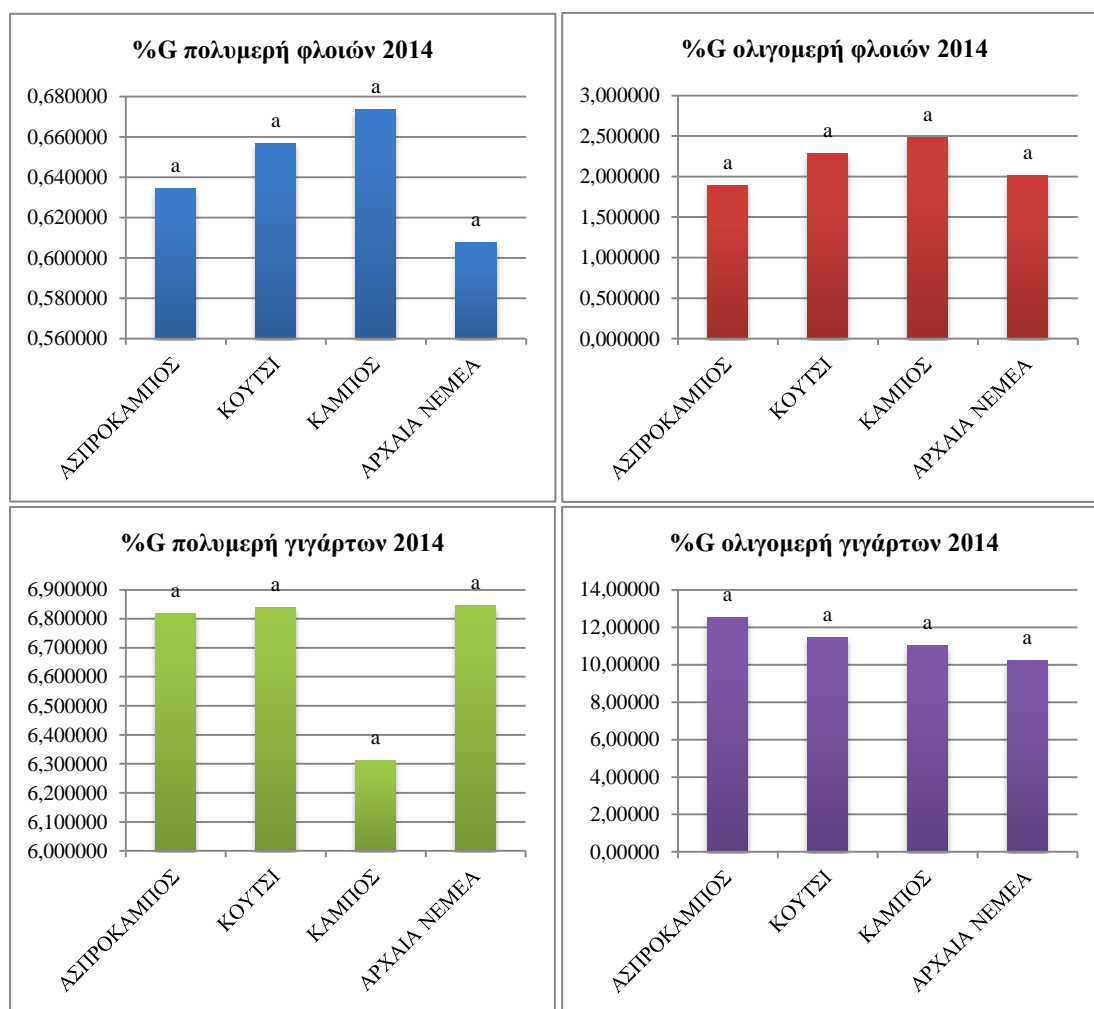 %G πολυμερή φλοιών 2014
0,680000
0,660000
0,640000
0,620000
0,600000
0,580000
0,560000
a
a
a
a
ΑΣΠΡΟΚΑΜΠΟΣ
ΚΟΥΤΣΙ
ΚΑΜΠΟΣ
ΑΡΧΑΙΑ ΝΕΜΕΑ
%G ολιγομερή φλοιών 2014
3,000000
2,500000
2,000000
1,500000
1,000000
0,500000
0,000000
a
a
a
a
ΑΣΠΡΟΚΑΜΠΟΣ
ΚΟΥΤΣΙ
ΚΑΜΠΟΣ
ΑΡΧΑΙΑ ΝΕΜΕΑ
%G πολυμερή γιγάρτων 2014
6,900000
6,800000
6,700000
6,600000
6,500000
6,400000
6,300000
6,200000
6,100000
6,000000
a
a
a
a
ΑΣΠΡΟΚΑΜΠΟΣ
ΚΟΥΤΣΙ
ΚΑΜΠΟΣ
ΑΡΧΑΙΑ ΝΕΜΕΑ
%G ολιγομερή γιγάρτων 2014
14,00000
12,00000
10,00000
8,00000
6,00000
4,00000
2,00000
0,00000
a
a
a
a
ΑΣΠΡΟΚΑΜΠΟΣ
ΚΟΥΤΣΙ
ΚΑΜΠΟΣ
ΑΡΧΑΙΑ ΝΕΜΕΑ